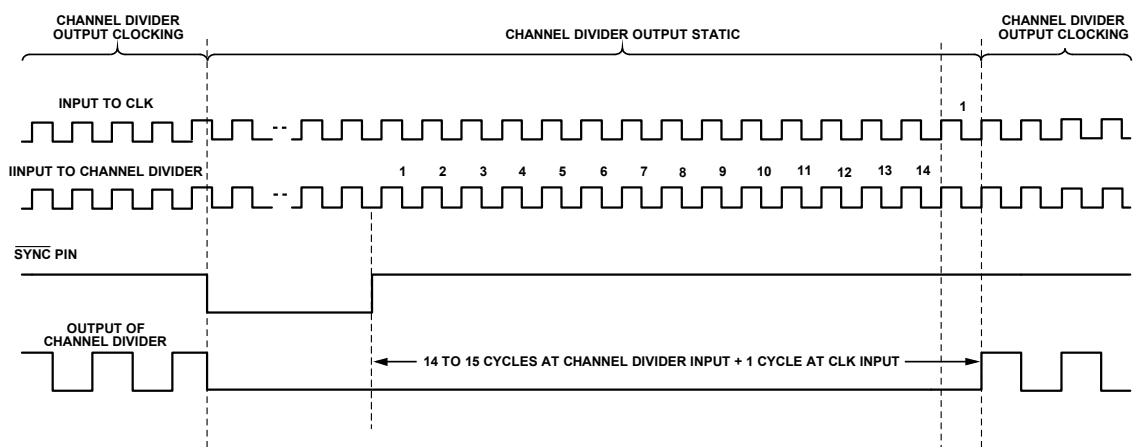 CHANNEL DIVIDER
OUTPUT CLOCKING
CHANNEL DIVIDER OUTPUT STATIC
CHANNEL DIVIDER
OUTPUT CLOCKING
INPUT TO CLK
1
IINPUT TO CHANNEL DIVIDER
1 2 3 4 5 6 7 8 9 10 11 12 13 14
SYNC PIN
OUTPUT OF
CHANNEL DIVIDER
14 TO 15 CYCLES AT CHANNEL DIVIDER INPUT + 1 CYCLE AT CLK INPUT